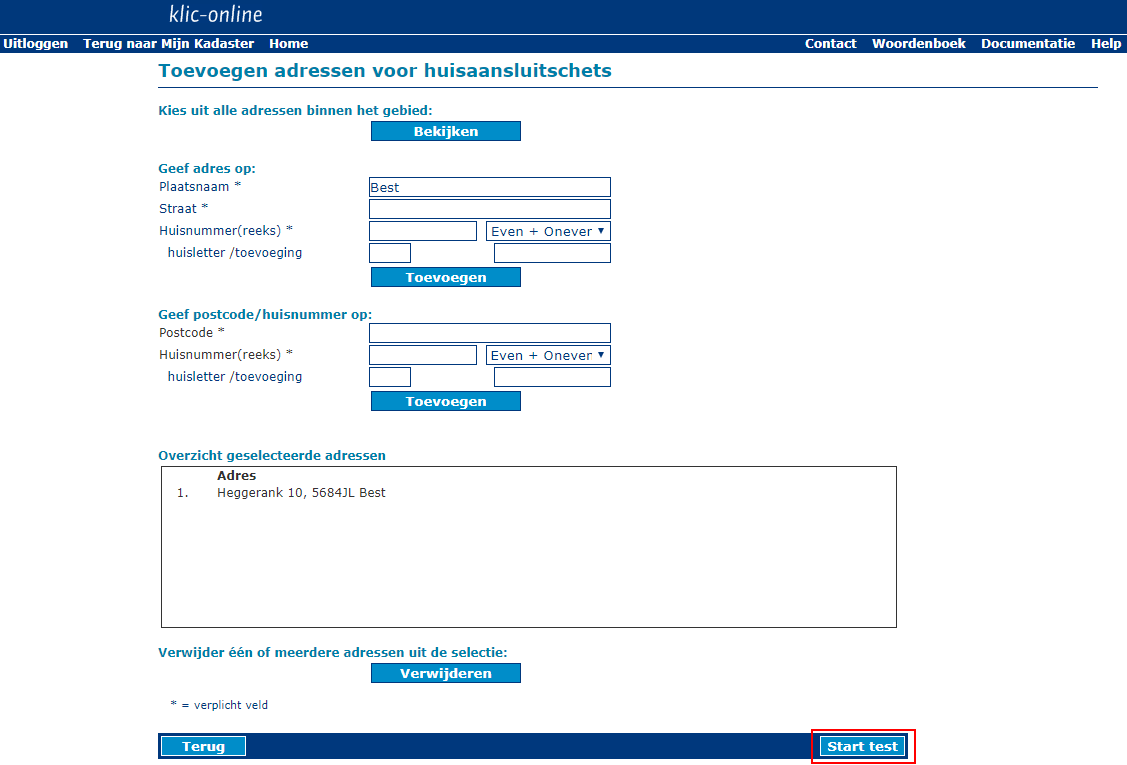 klic-online
Uitloggen Terug naar Mijn Kadaster Home Contact Woordenboek Documentatie Help
Toevoegen adressen voor huisaansluitschets
Kies uit alle adressen binnen het gebied:
Bekijken
Geef adres op:
Plaatsnaam * Best
Straat *
Huisnummer(reeks) * Even + Onever
huisletter /toevoeging
Toevoegen
Geef postcode/huisnummer op:
Postcode *
Huisnummer(reeks) * Even + Onever
huisletter /toevoeging
Toevoegen
Overzicht geselecteerde adressen
Adres
1. Heggerank 10, 5684JL Best
Verwijder één of meerdere adressen uit de selectie:
Verwijderen
* = verplicht veld
Terug Start test